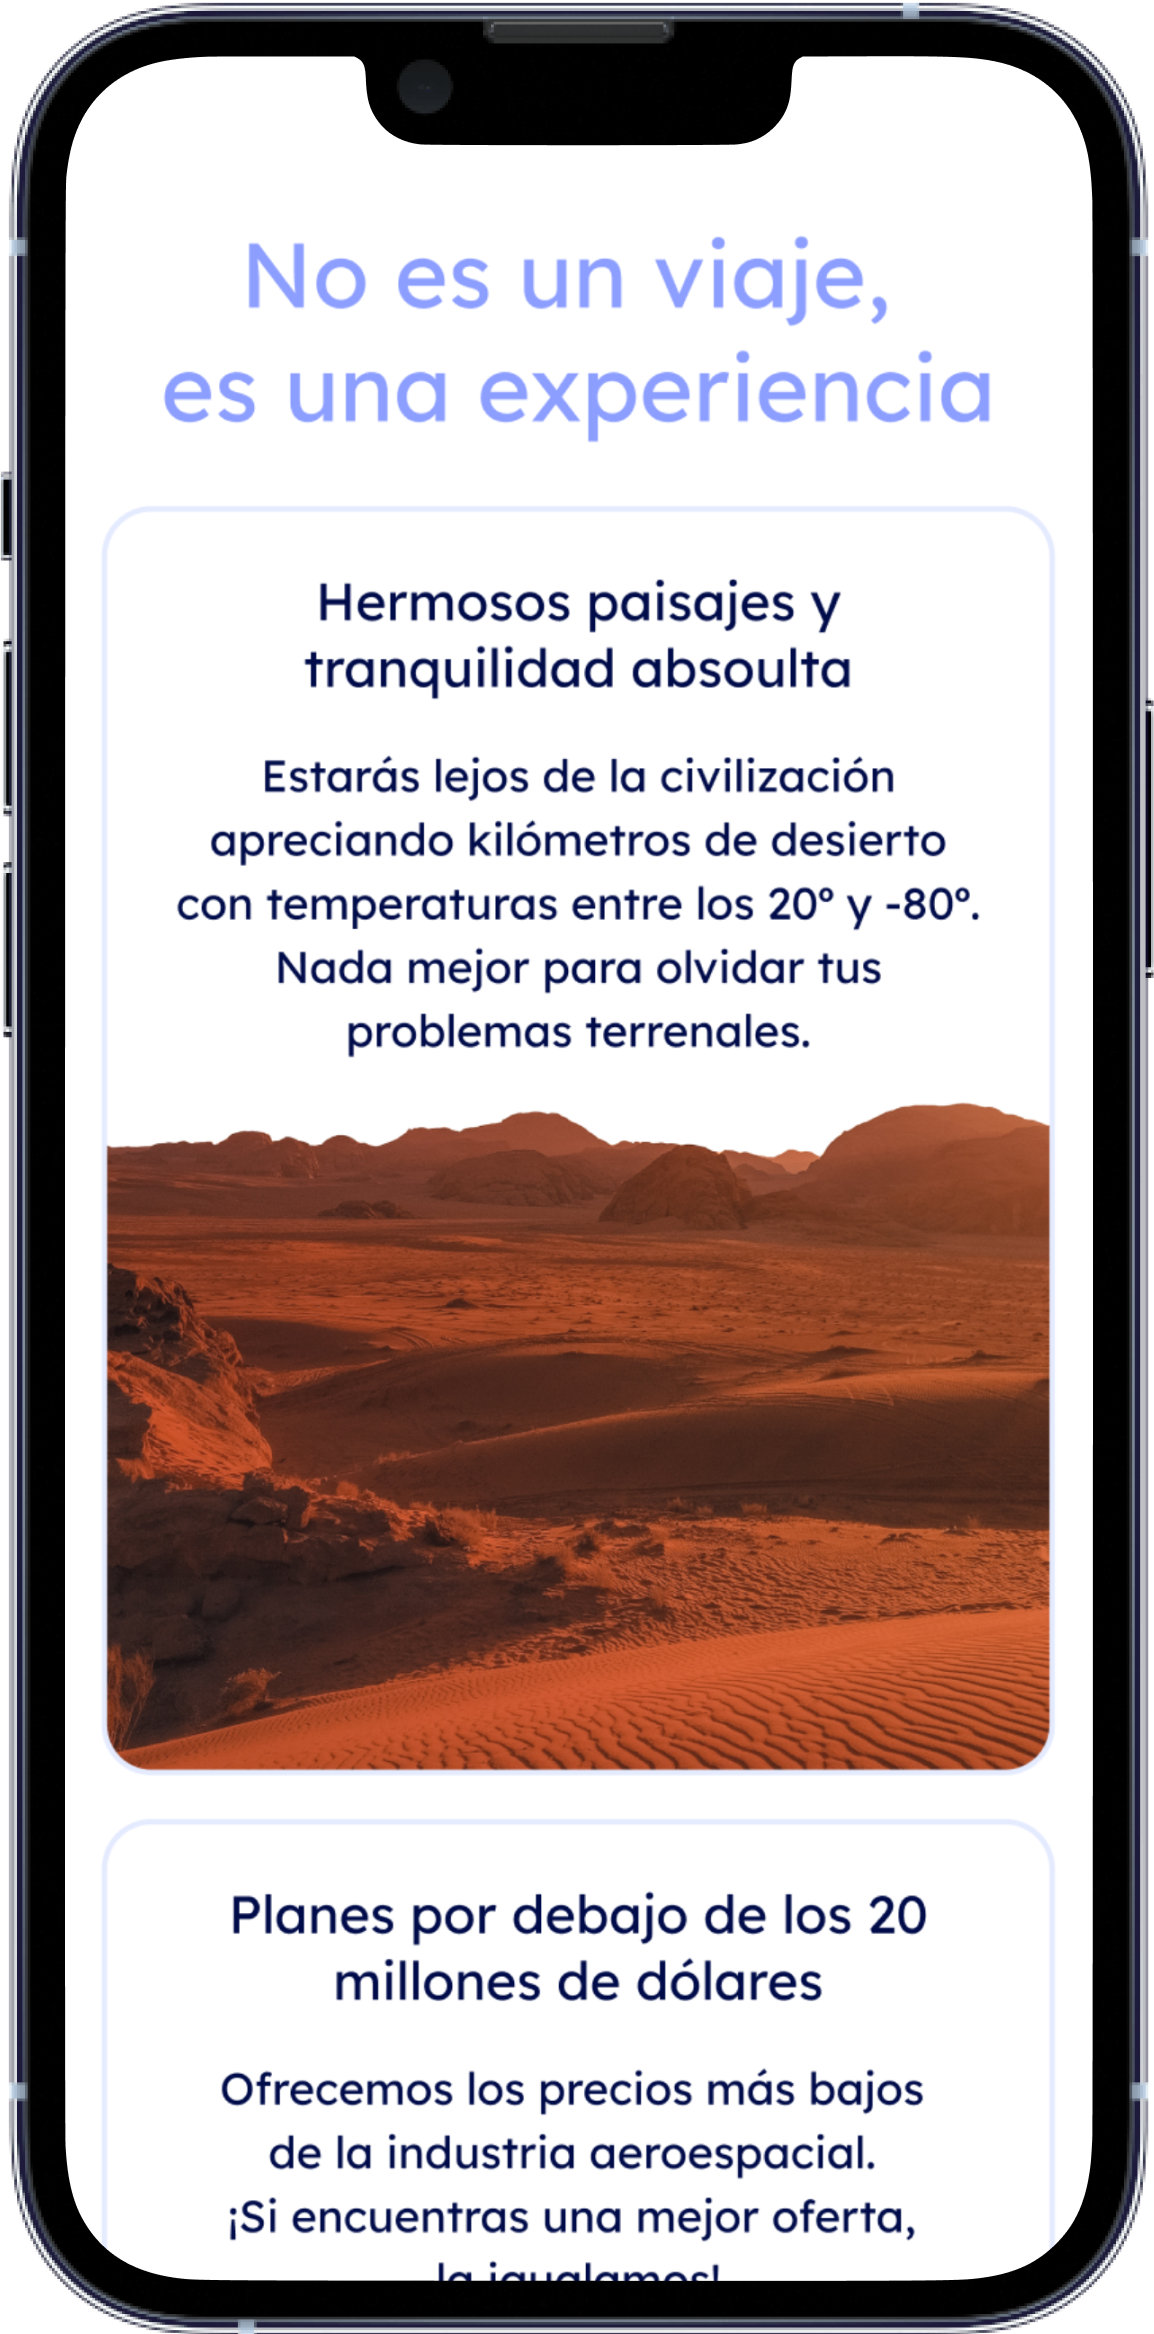 No es un viaje,
es una experiencia
Hermosos paisajes y
tranquilidad absoulta
Estarás lejos de la civilización
apreciando kilómetros de desierto
con temperaturas entre los 20° y -80°.
Nada mejor para olvidar tus
problemas terrenales.
Planes por debajo de los 20
millones de dólares
Ofrecemos los precios más bajos
de la industria aeroespacial.
¡Si encuentras una mejor oferta,
la igualamos!